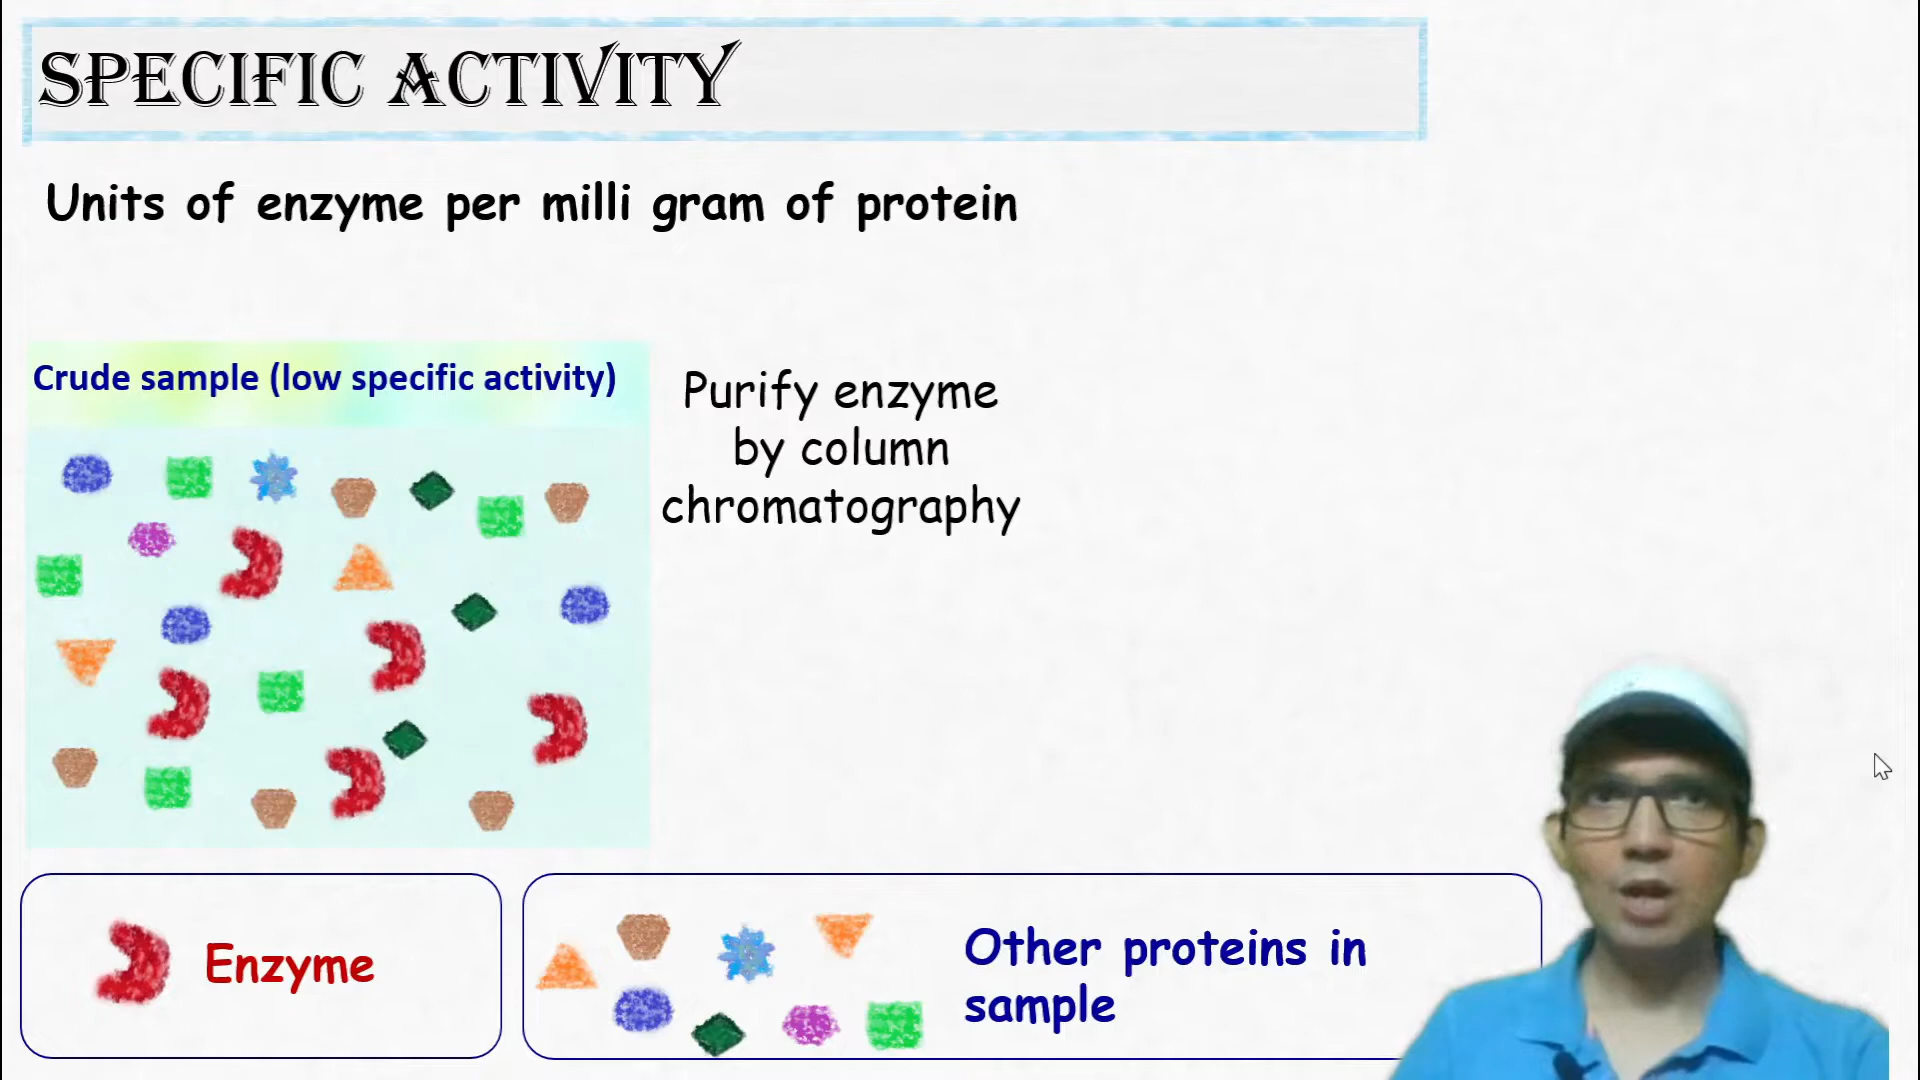 SPECIFIC ACTIVITY
Units of enzyme per milli gram of protein
Crude sample (low specific activity)
Purify enzyme
by column
chromatography
Enzyme
Other proteins in
sample